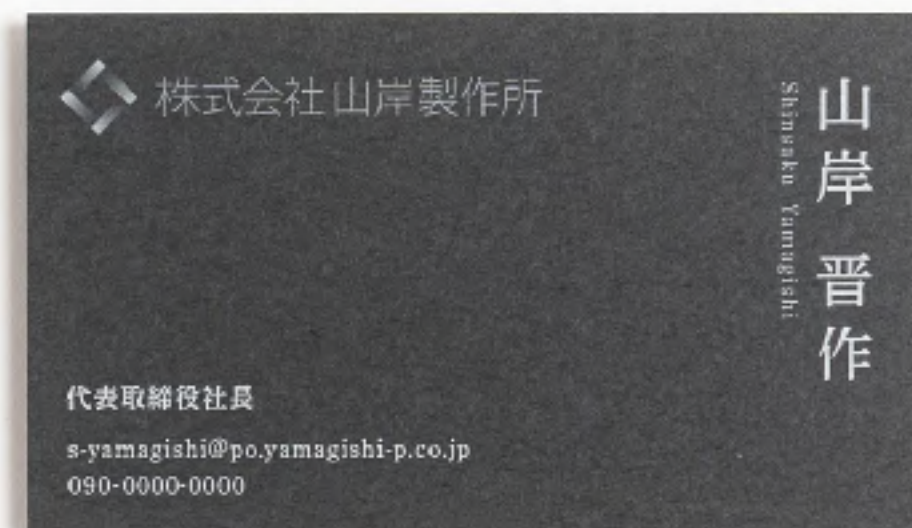 株式会社山岸製作所
山岸 晋作
Shinsaku Yamagishi
代表取締役社長
s-yamagishi@po.yamagishi-p.co.jp
090-0000-0000